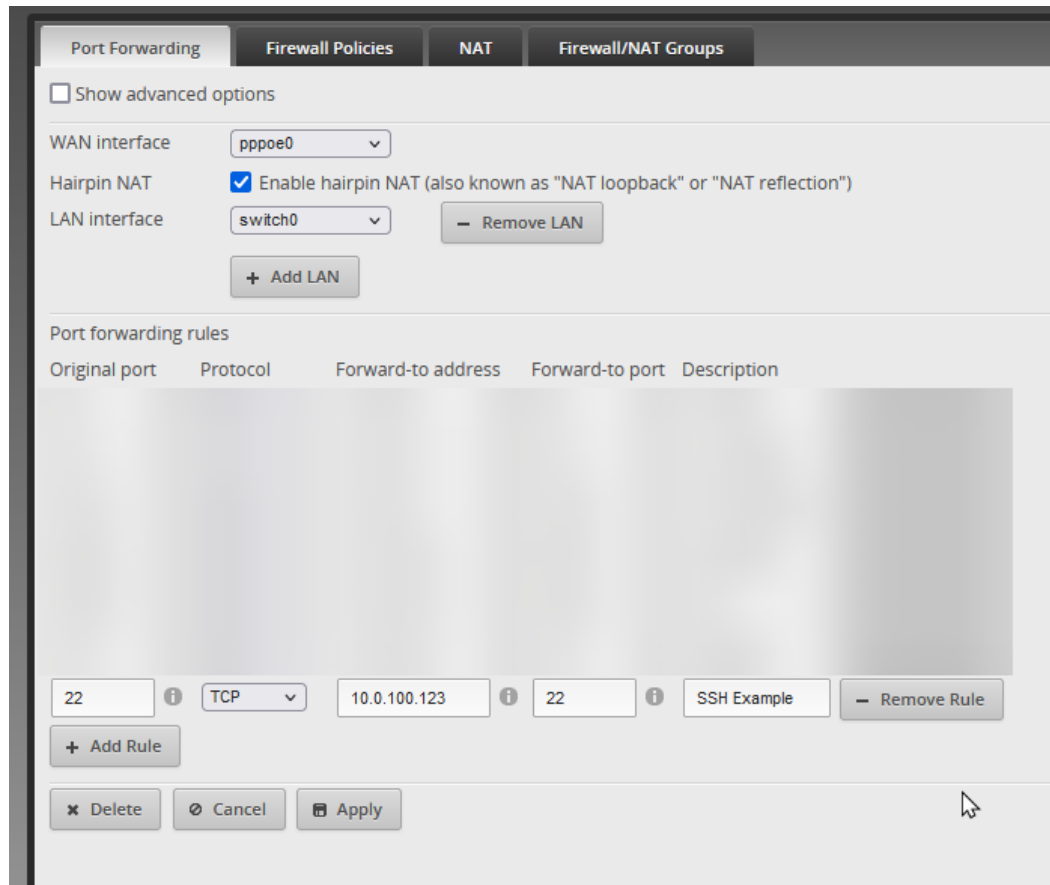 Port Forwarding Firewall Policies NAT Firewall/NAT Groups
Show advanced options
WAN interface pppoe0
Hairpin NAT Enable hairpin NAT (also known as "NAT loopback" or "NAT reflection")
LAN interface switch0 − Remove LAN
+ Add LAN
Port forwarding rules
Original port Protocol Forward-to address Forward-to port Description
22 TCP 10.0.100.123 22 SSH Example − Remove Rule
+ Add Rule
Delete Cancel Apply